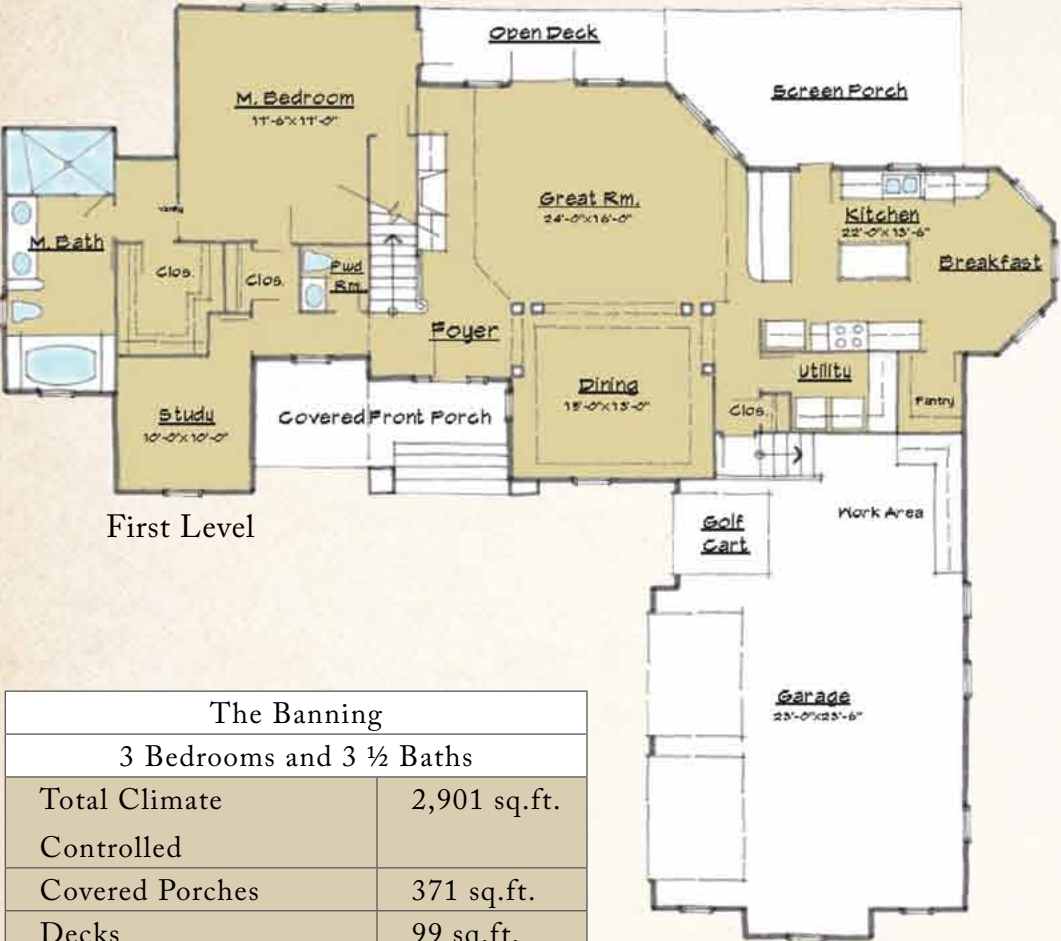 Open Deck
Screen Porch
M. Bedroom
17'-6"x17'-0"
Great Rm.
24'-0"x16'-0"
Kitchen
22'-0"x13'-6"
Breakfast
Vanity
M. Bath
Clos.
Clos.
Pwd
Rm.
Foyer
Dining
15'-0"x13'-0"
Utility
Clos.
Pantry
Study
10'-0"x10'-0"
Covered Front Porch
First Level
Golf
Cart
Work Area
Garage
23'-0"x23'-6"
The Banning
3 Bedrooms and 3 ½ Baths
Total Climate 2,901 sq.ft.
Controlled
Covered Porches 371 sq.ft.
Decks 99 sq.ft.